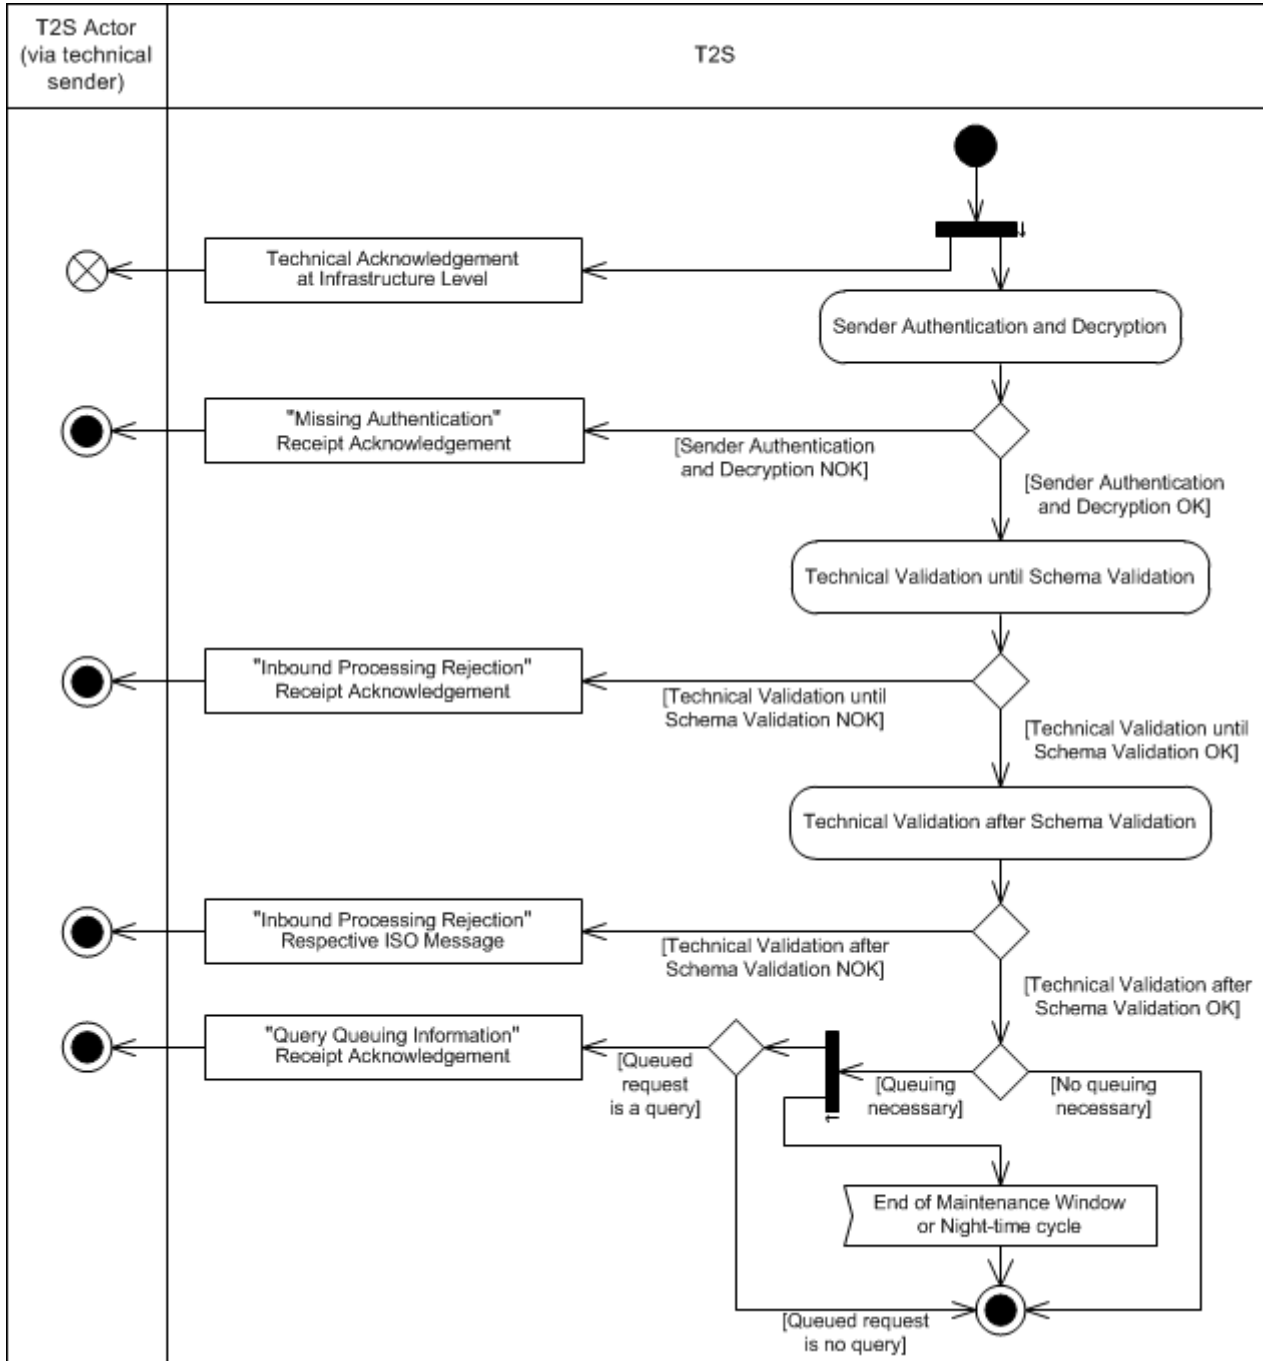 T2S Actor
(via technical
sender)
T2S
Technical Acknowledgement
at Infrastructure Level
Sender Authentication and Decryption
"Missing Authentication"
Receipt Acknowledgement
[Sender Authentication
and Decryption NOK]
[Sender Authentication
and Decryption OK]
Technical Validation until Schema Validation
"Inbound Processing Rejection"
Receipt Acknowledgement
[Technical Validation until
Schema Validation NOK]
[Technical Validation until
Schema Validation OK]
Technical Validation after Schema Validation
"Inbound Processing Rejection"
Respective ISO Message
[Technical Validation after
Schema Validation NOK]
[Technical Validation after
Schema Validation OK]
"Query Queuing Information"
Receipt Acknowledgement
[Queued
request
is a query]
[Queuing
necessary]
[No queuing
necessary]
End of Maintenance Window
or Night-time cycle
[Queued request
is no query]